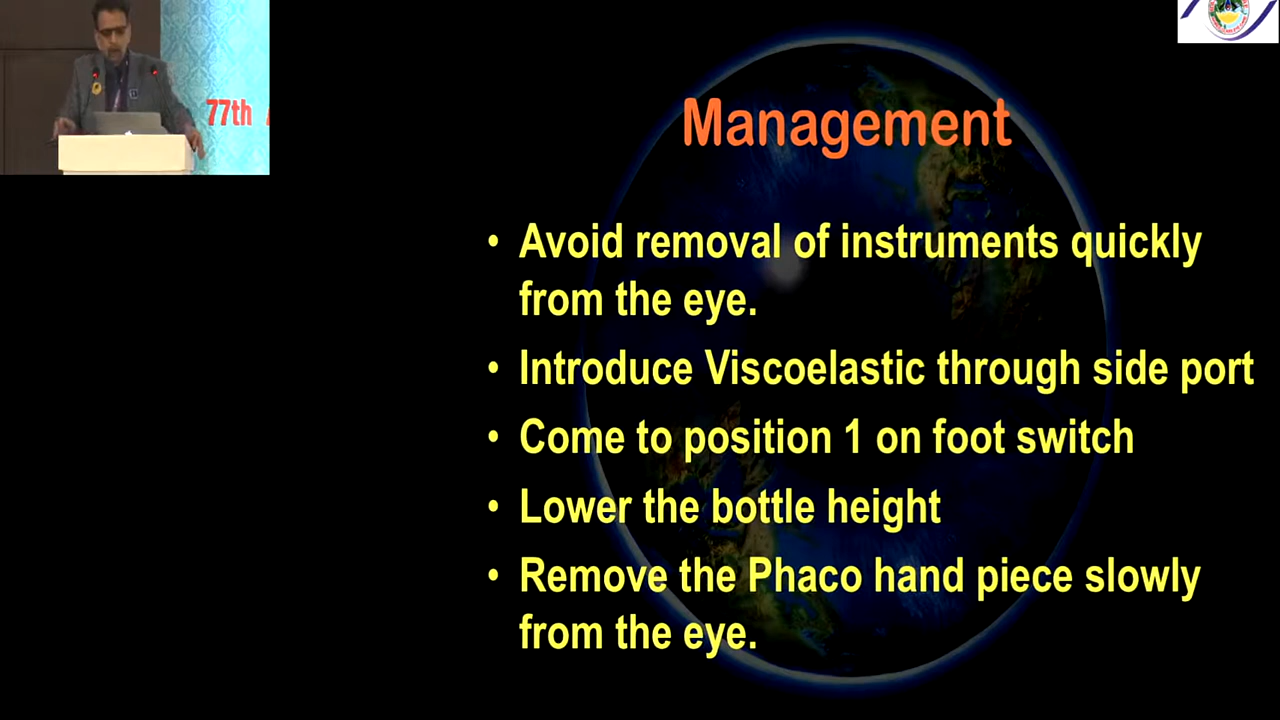 77th
Management
• Avoid removal of instruments quickly
from the eye.
• Introduce Viscoelastic through side port
• Come to position 1 on foot switch
• Lower the bottle height
• Remove the Phaco hand piece slowly
from the eye.